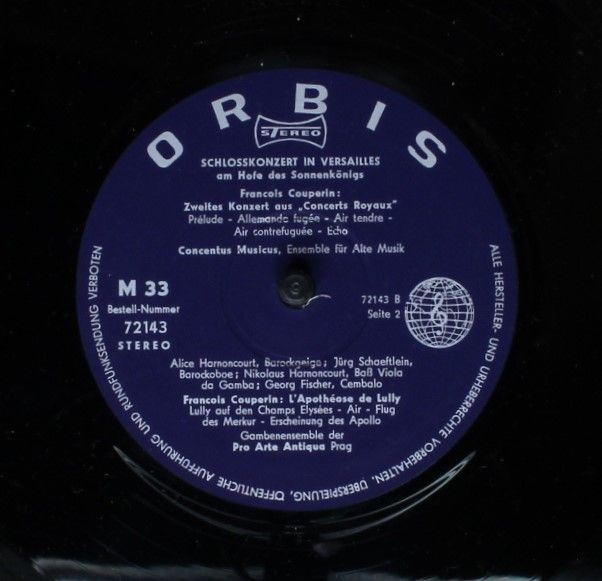 ORBIS
STEREO
SCHLOSSKONZERT IN VERSAILLES
am Hofe des Sonnenkönigs
Francois Couperin:
Zweites Konzert aus „Concerts Royaux”
Prélude - Allemande fugée - Air tendre -
Air contrefuguée - Echo
Concentus Musicus, Ensemble für Alte Musik
M 33
Bestell-Nummer
72143
STEREO
72143 B
Seite 2
Alice Harnoncourt, Barockgeige; Jürg Schaeftlein,
Barockoboe; Nikolaus Harnoncourt, Baß Viola
da Gamba; Georg Fischer, Cembalo
Francois Couperin: L'Apothéose de Lully
Lully auf den Champs Elysées - Air - Flug
des Merkur - Erscheinung des Apollo
Gambenensemble der
Pro Arte Antiqua Prag
ALLE HERSTELLER- UND URHEBERRECHTE VORBEHALTEN. ÜBERSPIELUNG, ÖFFENTLICHE AUFFÜHRUNG UND RUNDFUNKSENDUNG VERBOTEN